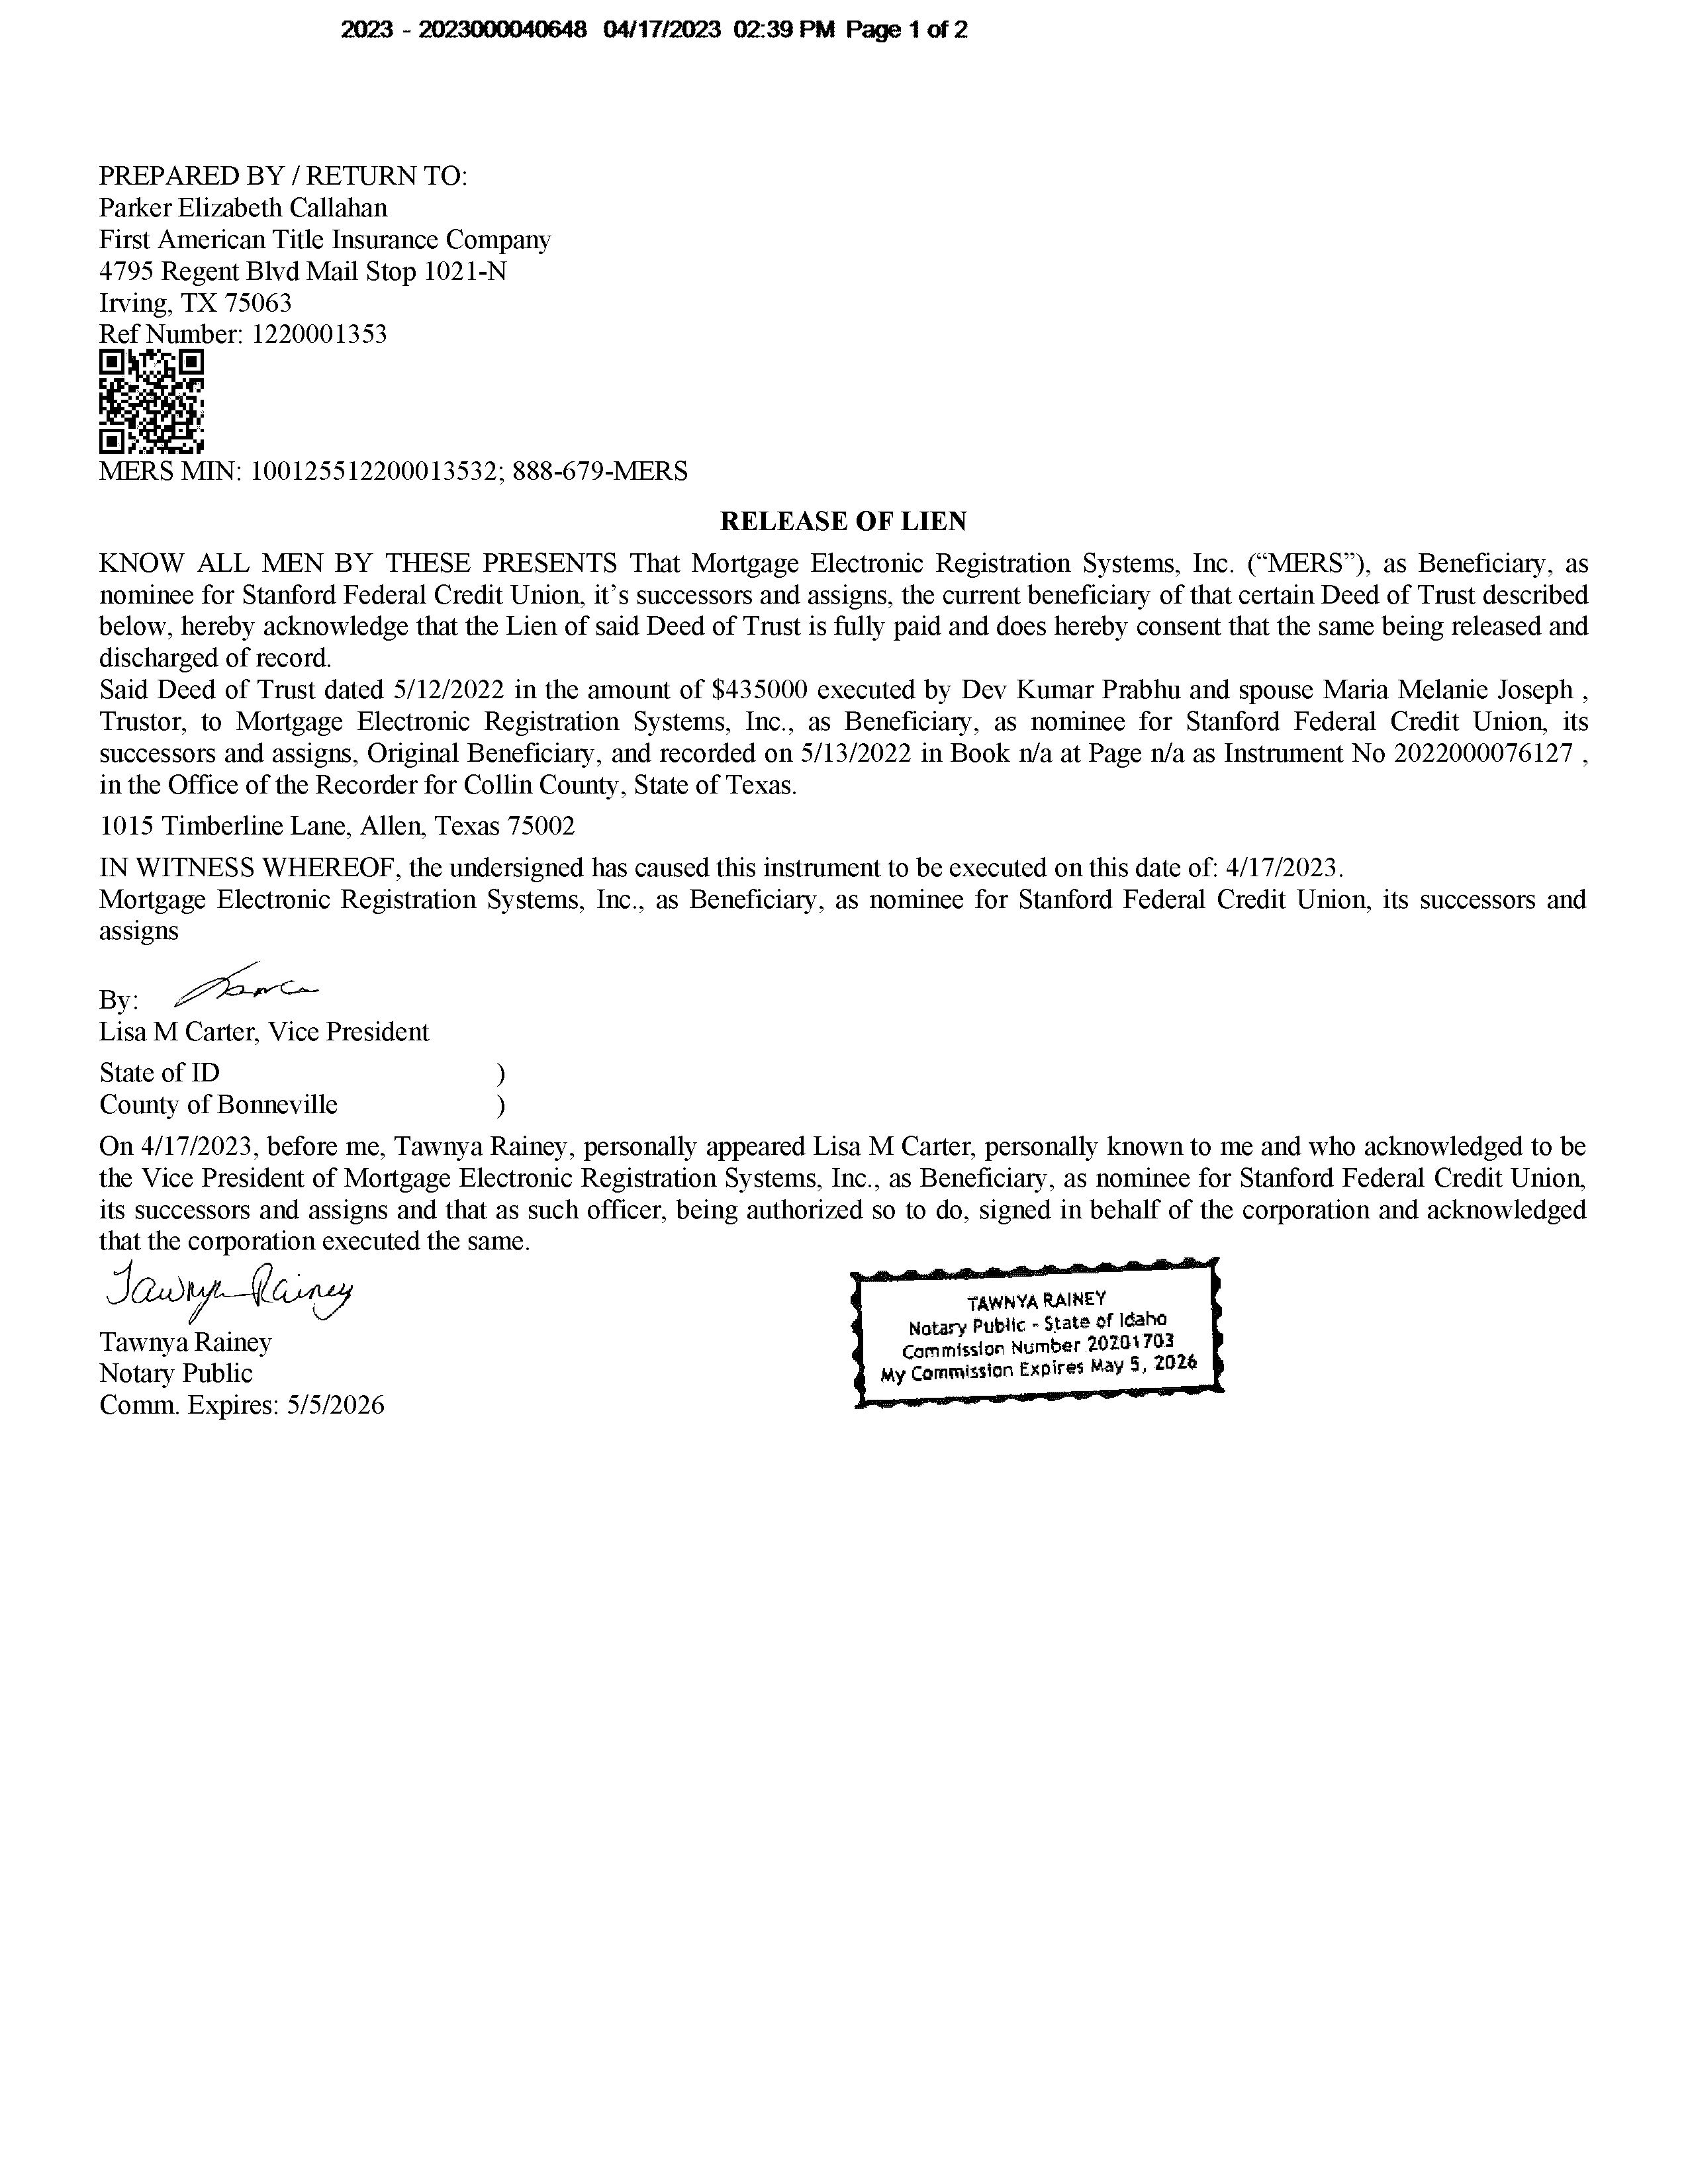 2023 - 2023000040648 04/17/2023 02:39 PM Page 1 of 2
PREPARED BY / RETURN TO:
Parker Elizabeth Callahan
First American Title Insurance Company
4795 Regent Blvd Mail Stop 1021-N
Irving, TX 75063
Ref Number: 1220001353
MERS MIN: 100125512200013532; 888-679-MERS
RELEASE OF LIEN
KNOW ALL MEN BY THESE PRESENTS That Mortgage Electronic Registration Systems, Inc. (“MERS”), as Beneficiary, as
nominee for Stanford Federal Credit Union, it’s successors and assigns, the current beneficiary of that certain Deed of Trust described
below, hereby acknowledge that the Lien of said Deed of Trust is fully paid and does hereby consent that the same being released and
discharged of record.
Said Deed of Trust dated 5/12/2022 in the amount of $435000 executed by Dev Kumar Prabhu and spouse Maria Melanie Joseph ,
Trustor, to Mortgage Electronic Registration Systems, Inc., as Beneficiary, as nominee for Stanford Federal Credit Union, its
successors and assigns, Original Beneficiary, and recorded on 5/13/2022 in Book n/a at Page n/a as Instrument No 2022000076127 ,
in the Office of the Recorder for Collin County, State of Texas.
1015 Timberline Lane, Allen, Texas 75002
IN WITNESS WHEREOF, the undersigned has caused this instrument to be executed on this date of: 4/17/2023.
Mortgage Electronic Registration Systems, Inc., as Beneficiary, as nominee for Stanford Federal Credit Union, its successors and
assigns
By:
Lisa M Carter, Vice President
State of ID )
County of Bonneville )
On 4/17/2023, before me, Tawnya Rainey, personally appeared Lisa M Carter, personally known to me and who acknowledged to be
the Vice President of Mortgage Electronic Registration Systems, Inc., as Beneficiary, as nominee for Stanford Federal Credit Union,
its successors and assigns and that as such officer, being authorized so to do, signed in behalf of the corporation and acknowledged
that the corporation executed the same.
Tawnya Rainey
Tawnya Rainey
Notary Public
Comm. Expires: 5/5/2026
TAWNYA RAINEY
Notary Public - State of Idaho
Commission Number 20201703
My Commission Expires May 5, 2026